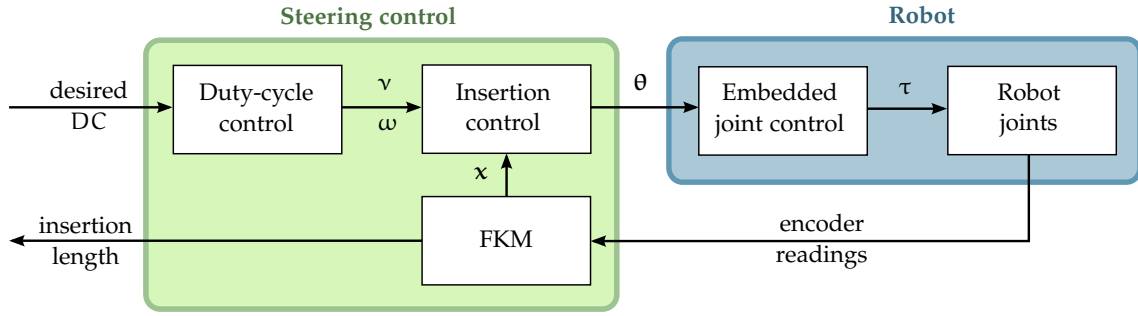 Steering control
Robot
desired
DC
Duty-cycle
control
ν
ω
Insertion
control
θ
Embedded
joint control
τ
Robot
joints
x
insertion
length
FKM
encoder
readings